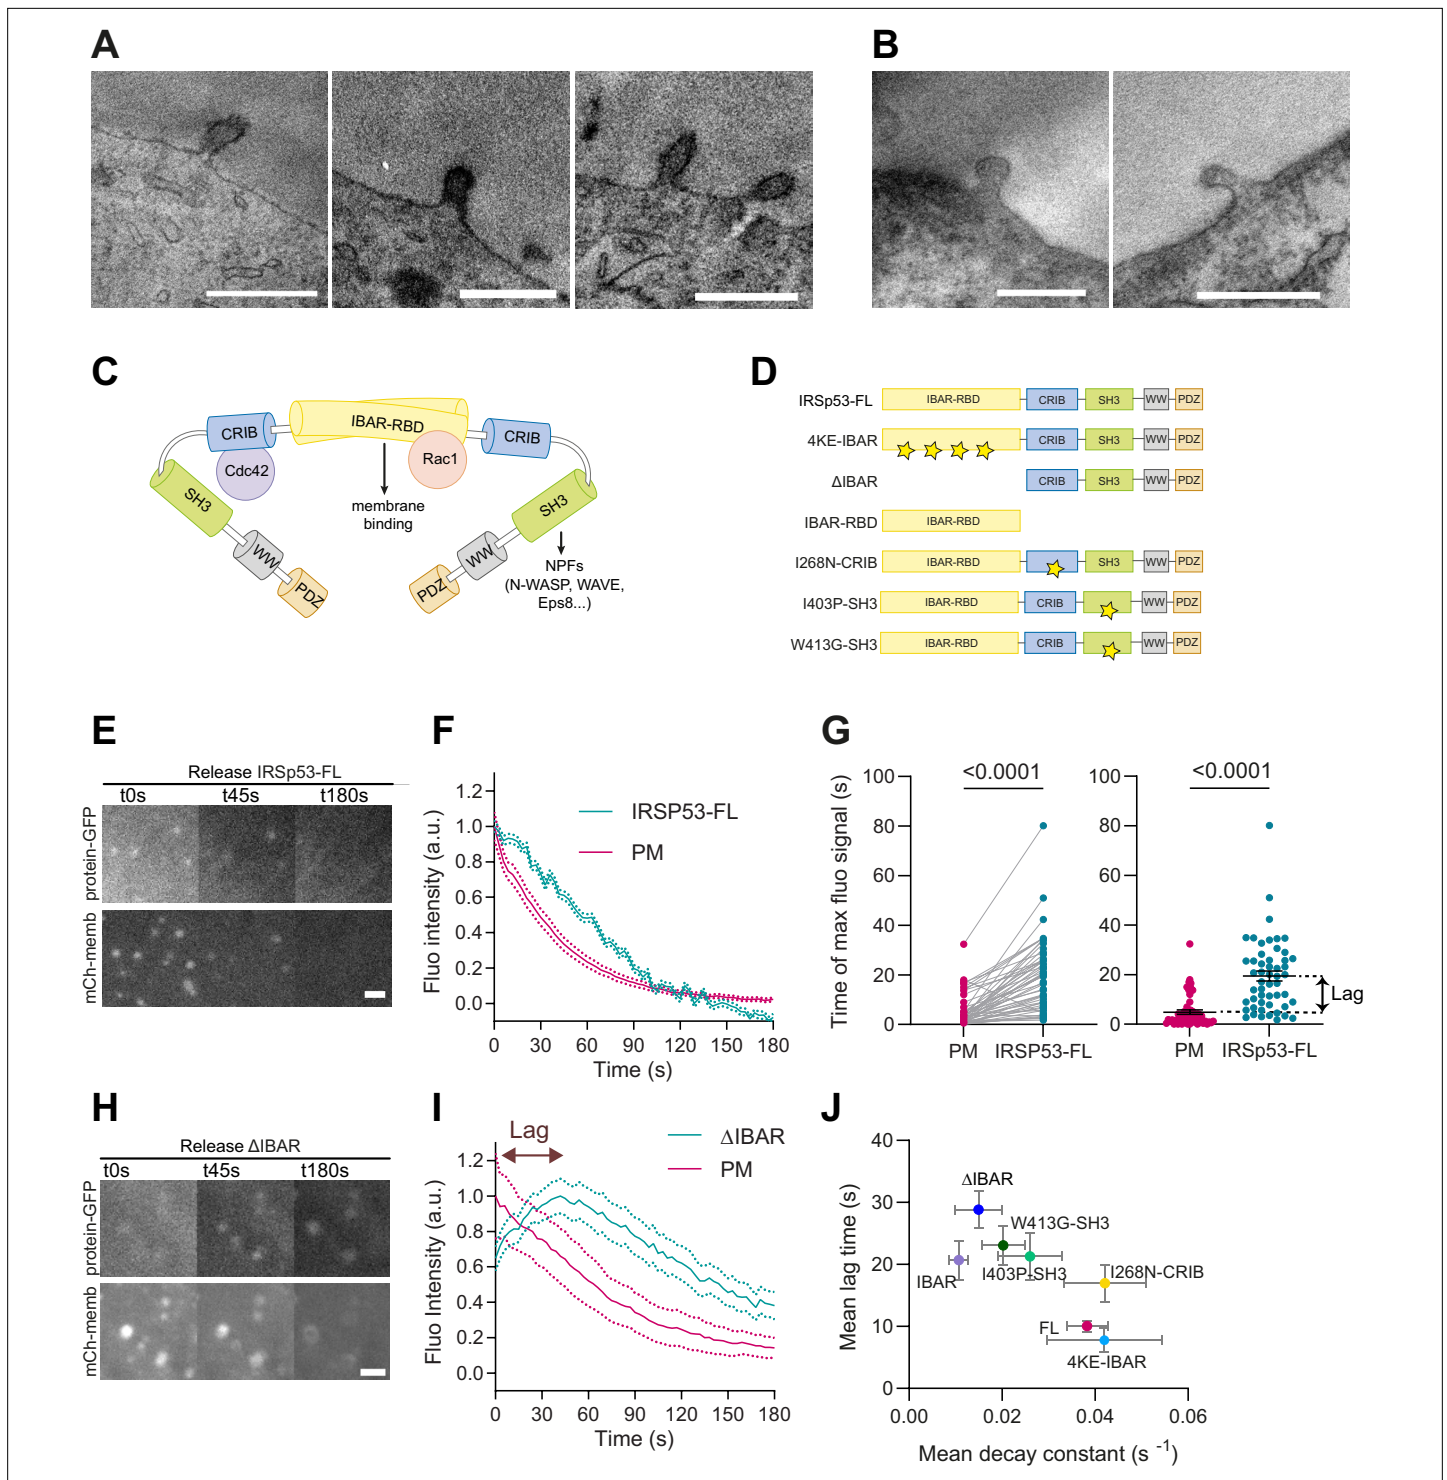 A
B
C
CRIB
IBAR-RBD
CRIB
Cdc42
Rac1
SH3
membrane
binding
SH3
WW
WW
PDZ
PDZ
NPFs
(N-WASP, WAVE,
Eps8...)
D
IRSp53-FL IBAR-RBD CRIB SH3 WW PDZ
4KE-IBAR CRIB SH3 WW PDZ
ΔIBAR CRIB SH3 WW PDZ
IBAR-RBD IBAR-RBD
I268N-CRIB IBAR-RBD SH3 WW PDZ
I403P-SH3 IBAR-RBD CRIB WW PDZ
W413G-SH3 IBAR-RBD CRIB WW PDZ
E
Release IRSp53-FL
t0s t45s t180s
protein-GFP
mCh-memb
F
Fluo intensity (a.u.)
1.2
1.0
0.8
0.6
0.4
0.2
0.0
IRSP53-FL
PM
0 30 60 90 120 150 180
Time (s)
G
Time of max fluo signal (s)
<0.0001
100
80
60
40
20
0
PM IRSP53-FL
<0.0001
100
80
60
40
20
0
Lag
PM IRSp53-FL
H
Release ΔIBAR
t0s t45s t180s
protein-GFP
mCh-memb
I
Lag
ΔIBAR
PM
Fluo Intensity (a.u.)
1.2
1.0
0.8
0.6
0.4
0.2
0.0
0 30 60 90 120 150 180
Time (s)
J
Mean lag time (s)
40
30
20
10
0
ΔIBAR
W413G-SH3
IBAR
I403P-SH3
I268N-CRIB
FL
4KE-IBAR
0.00 0.02 0.04 0.06
Mean decay constant (s -1)